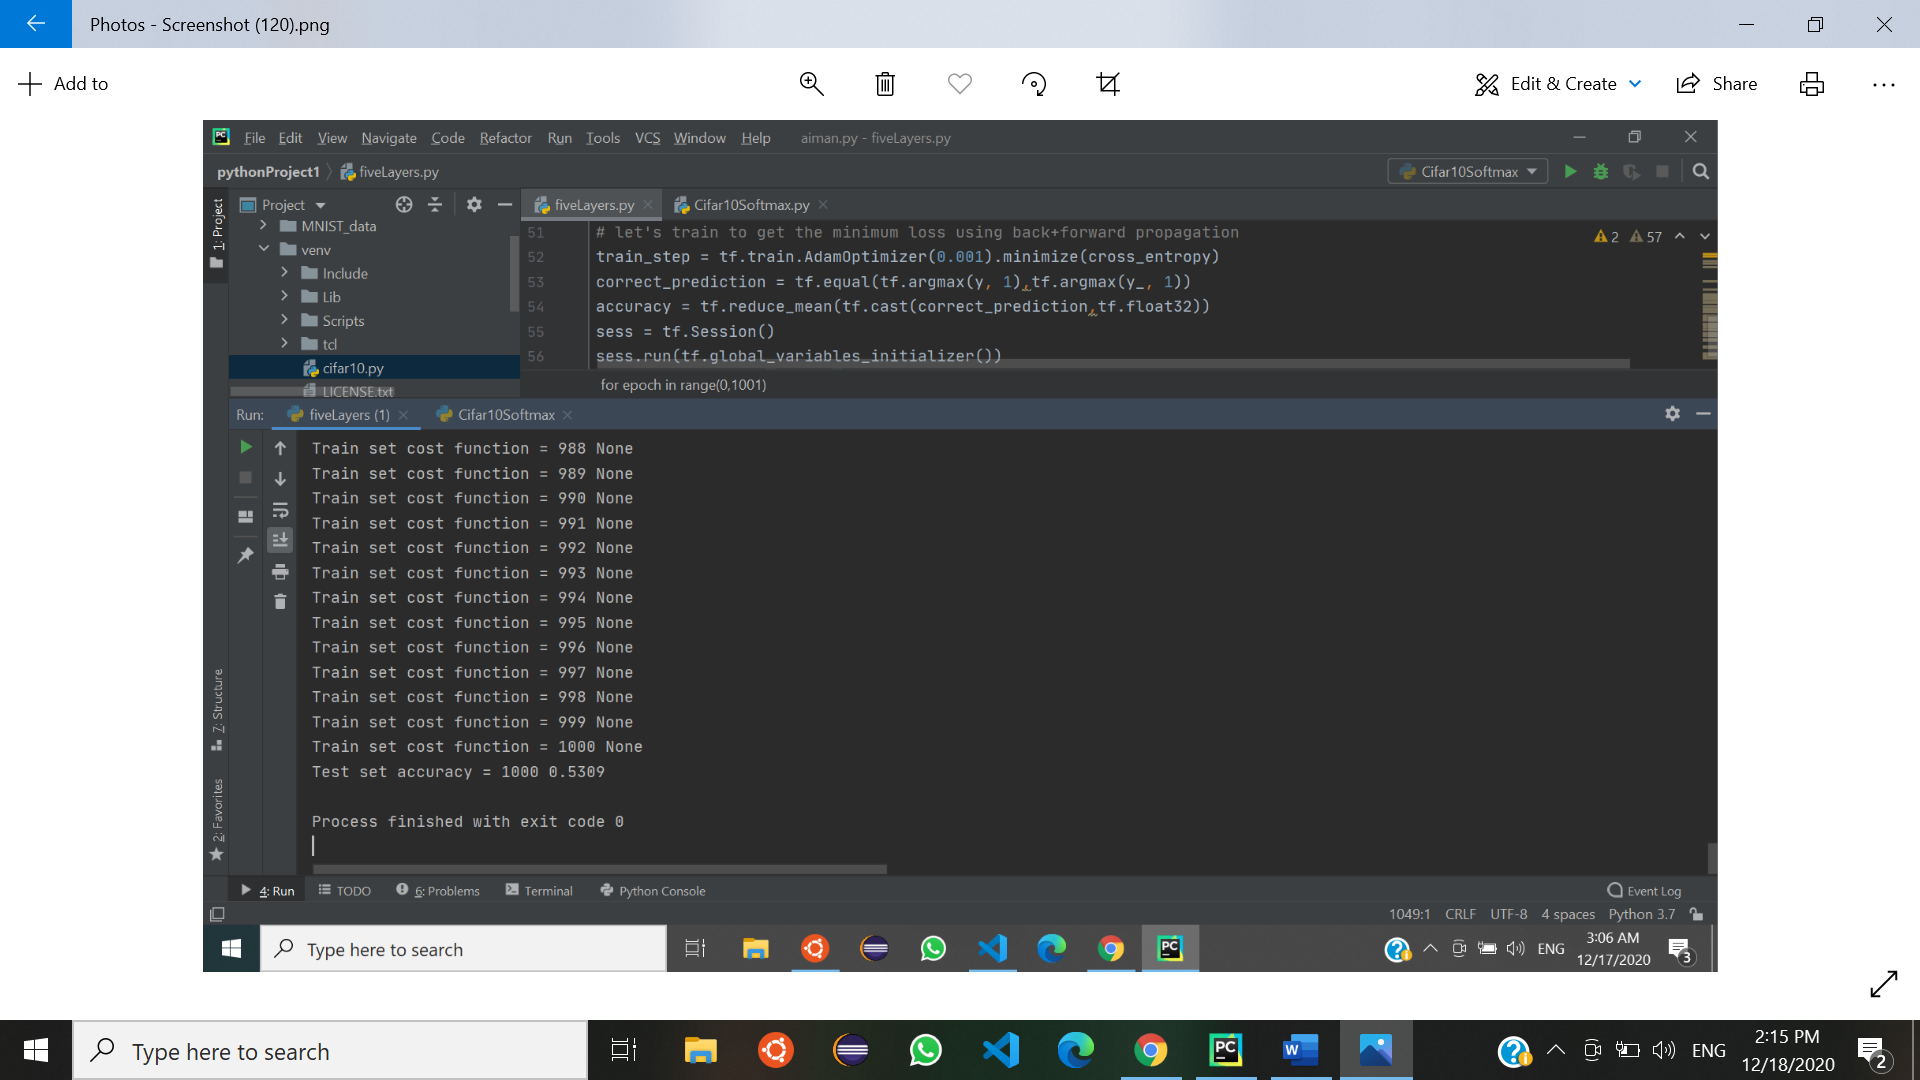 Photos - Screenshot (120).png
Add to
Edit & Create
Share
File Edit View Navigate Code Refactor Run Tools VCS Window Help aiman.py - fiveLayers.py
pythonProject1 fiveLayers.py
Cifar10Softmax
1: Project
Project
fiveLayers.py
Cifar10Softmax.py
MNIST_data
venv
Include
Lib
Scripts
tcl
cifar10.py
LICENSE.txt
51 # let's train to get the minimum loss using back+forward propagation
52 train_step = tf.train.AdamOptimizer(0.001).minimize(cross_entropy)
53 correct_prediction = tf.equal(tf.argmax(y, 1),tf.argmax(y_, 1))
54 accuracy = tf.reduce_mean(tf.cast(correct_prediction,tf.float32))
55 sess = tf.Session()
56 sess.run(tf.global_variables_initializer())
2 57
for epoch in range(0,1001)
Run: fiveLayers (1) Cifar10Softmax
Train set cost function = 988 None
Train set cost function = 989 None
Train set cost function = 990 None
Train set cost function = 991 None
Train set cost function = 992 None
Train set cost function = 993 None
Train set cost function = 994 None
Train set cost function = 995 None
Train set cost function = 996 None
Train set cost function = 997 None
Train set cost function = 998 None
Train set cost function = 999 None
Train set cost function = 1000 None
Test set accuracy = 1000 0.5309
Process finished with exit code 0
7: Structure
2: Favorites
4: Run TODO 6: Problems Terminal Python Console Event Log
1049:1 CRLF UTF-8 4 spaces Python 3.7
Type here to search
ENG
3:06 AM
12/17/2020
3
Type here to search
ENG
2:15 PM
12/18/2020
2